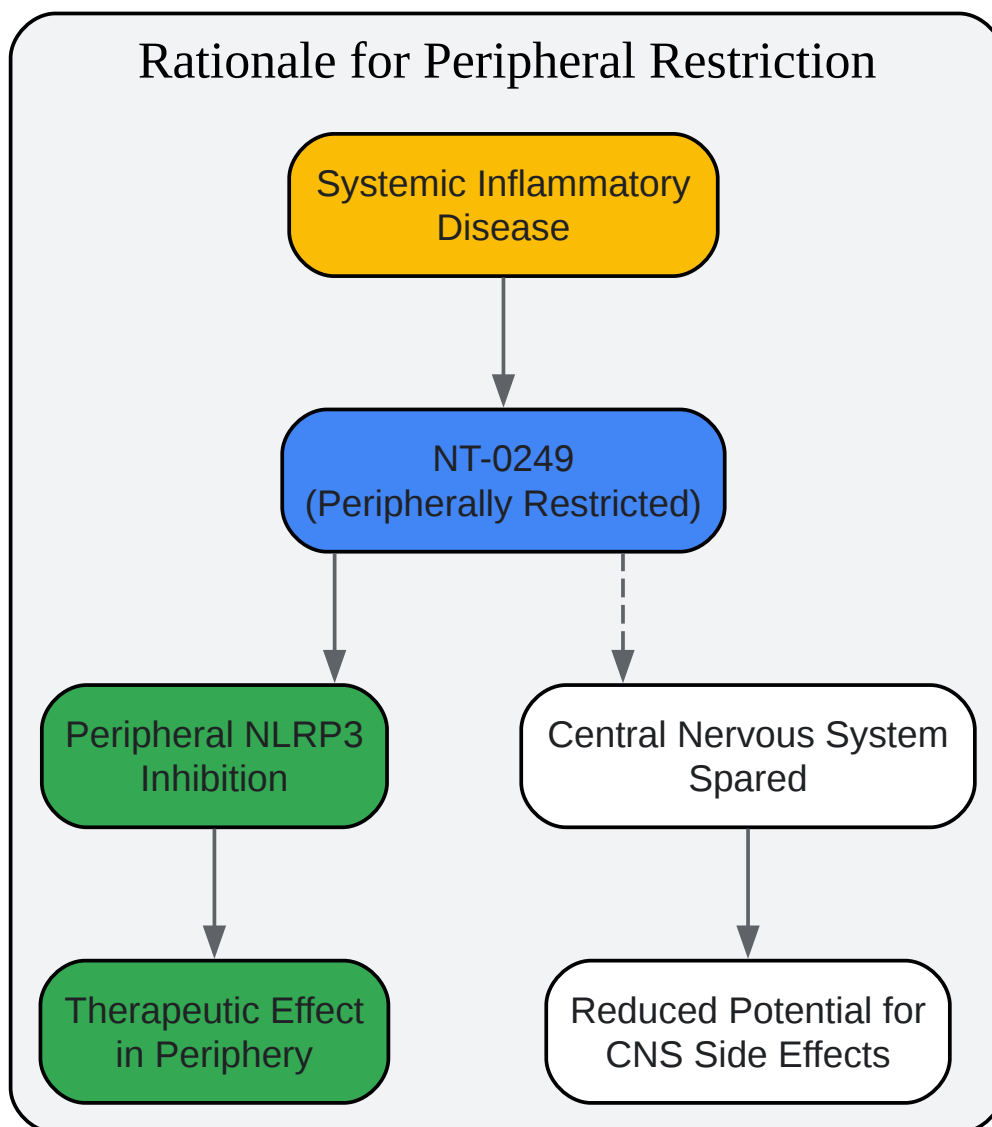 Rationale for Peripheral Restriction
Systemic Inflammatory
Disease
NT-0249
(Peripherally Restricted)
Peripheral NLRP3
Inhibition
Central Nervous System
Spared
Therapeutic Effect
in Periphery
Reduced Potential for
CNS Side Effects